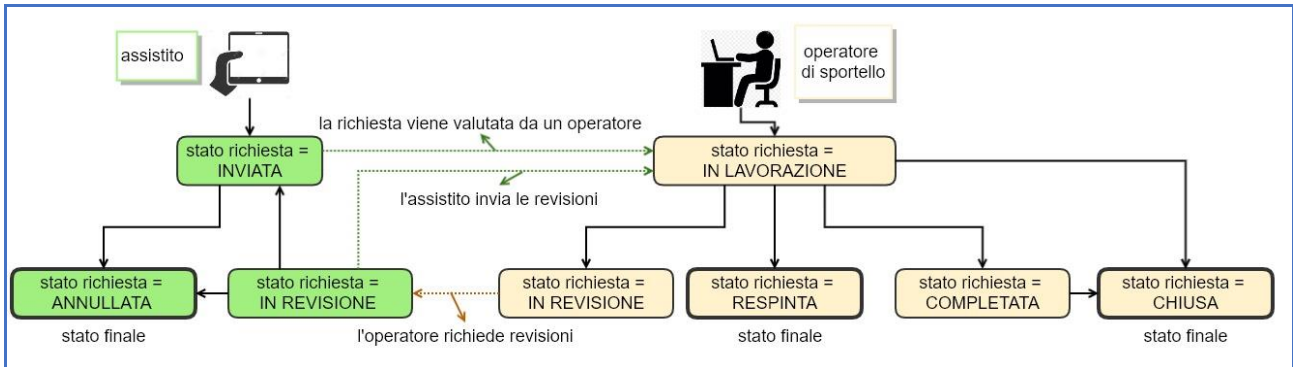 assistito
operatore
di sportello
la richiesta viene valutata da un operatore
stato richiesta =
INVIATA
stato richiesta =
IN LAVORAZIONE
l'assistito invia le revisioni
stato richiesta =
ANNULLATA
stato richiesta =
IN REVISIONE
stato richiesta =
IN REVISIONE
stato richiesta =
RESPINTA
stato richiesta =
COMPLETATA
stato richiesta =
CHIUSA
stato finale
l'operatore richiede revisioni
stato finale
stato finale